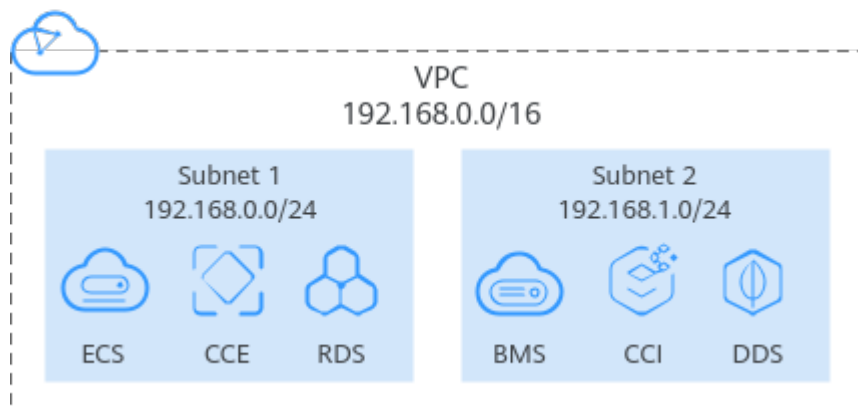 VPC
192.168.0.0/16
Subnet 1
192.168.0.0/24
ECS CCE RDS
Subnet 2
192.168.1.0/24
BMS CCI DDS